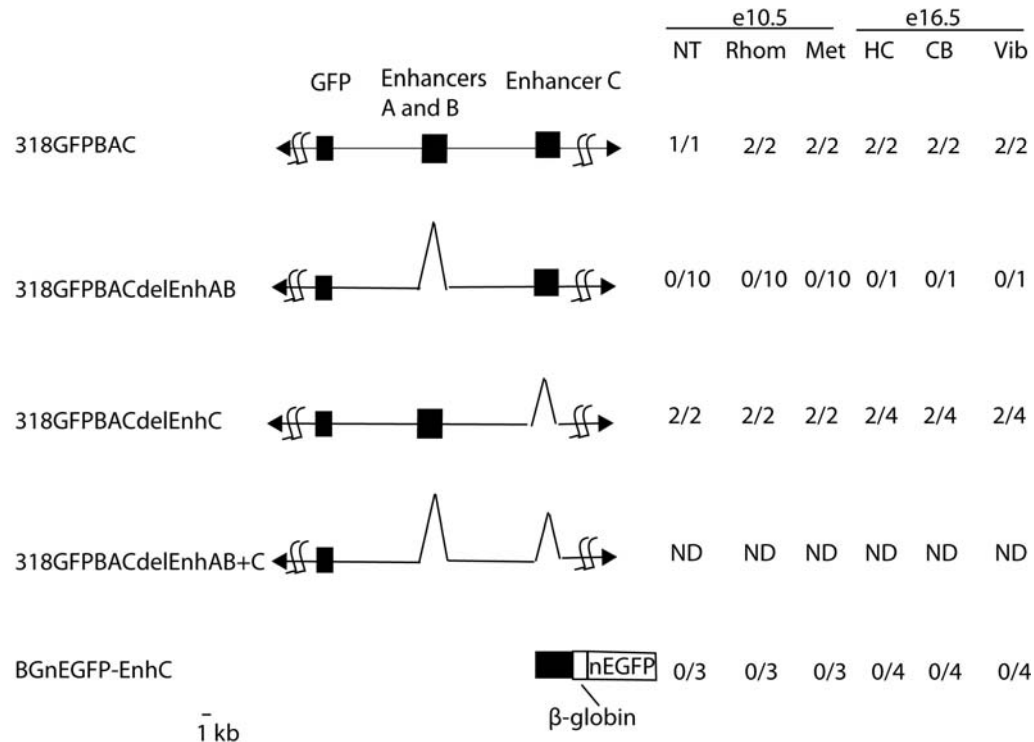 e10.5 e16.5
NT Rhom Met HC CB Vib
GFP Enhancers A and B Enhancer C
318GFPBAC 1/1 2/2 2/2 2/2 2/2 2/2
318GFPBACdelEnhAB 0/10 0/10 0/10 0/1 0/1 0/1
318GFPBACdelEnhC 2/2 2/2 2/2 2/4 2/4 2/4
318GFPBACdelEnhAB+C ND ND ND ND ND ND
BGnEGFP-EnhC nEGFP 0/3 0/3 0/3 0/4 0/4 0/4
β-globin
1 kb